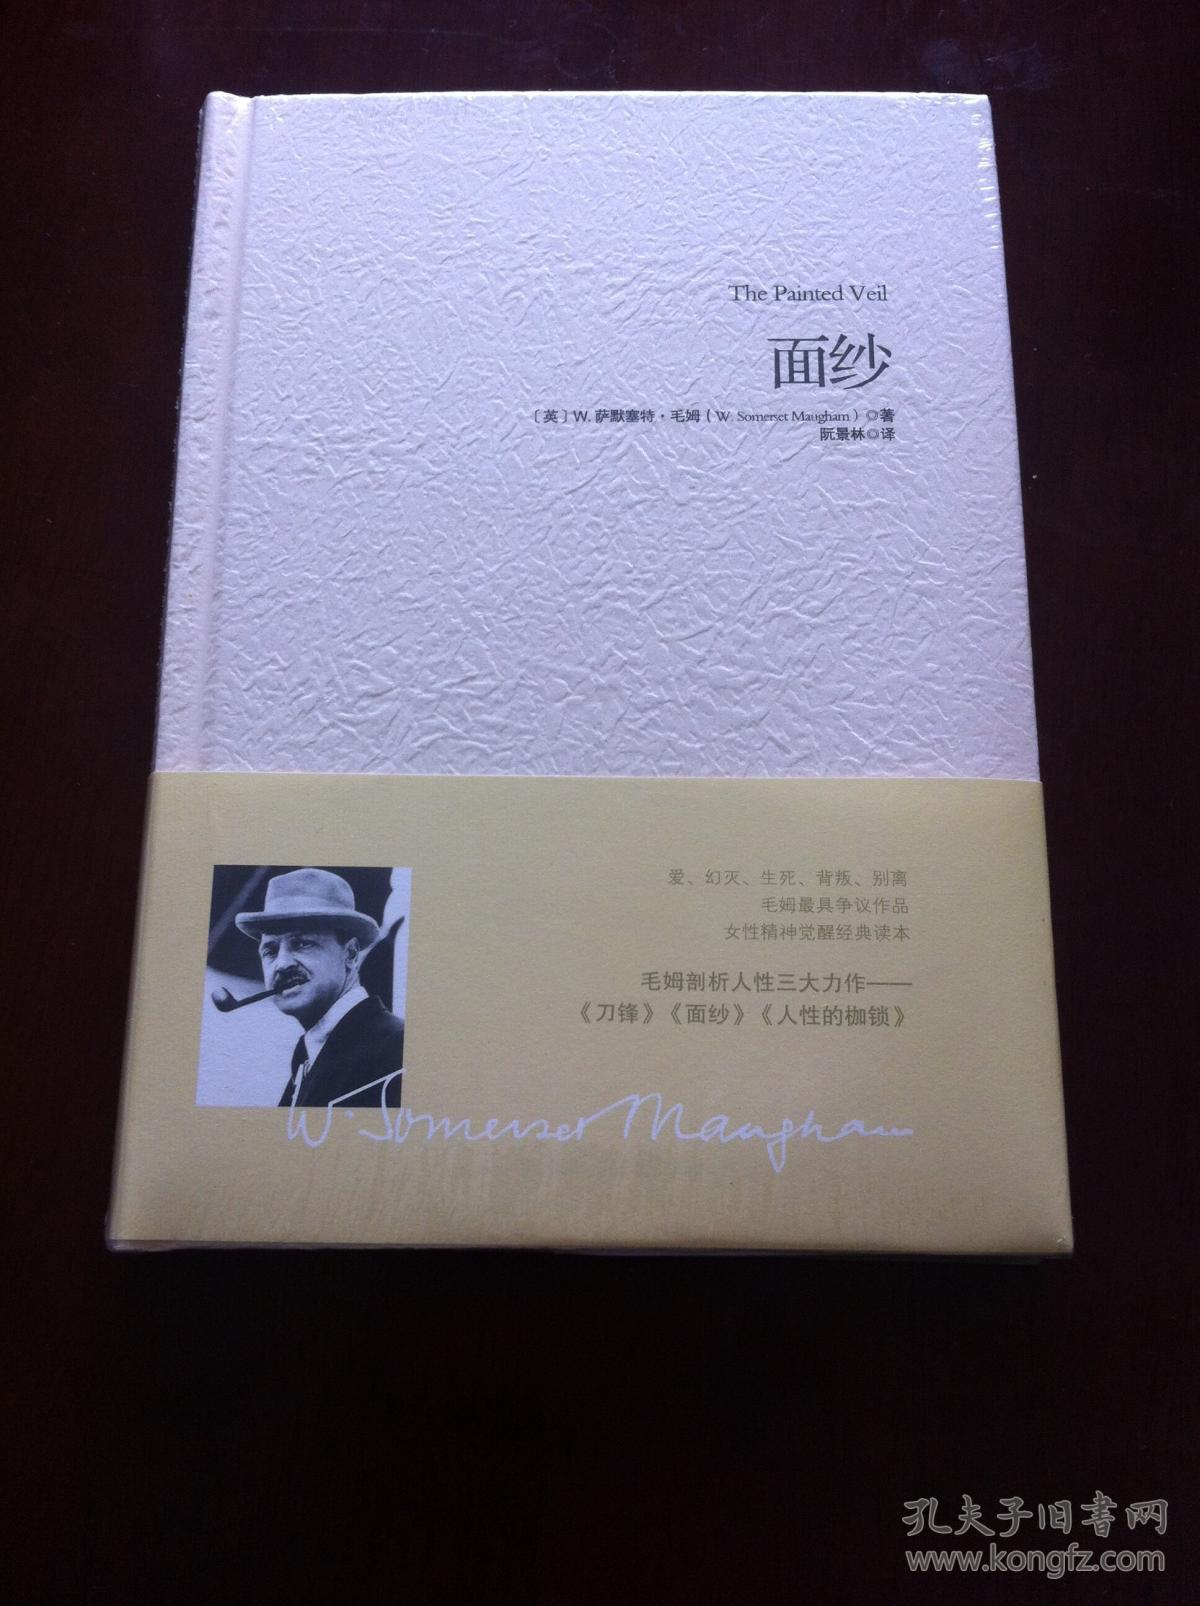 The Painted Veil
面纱
〔英〕W. 萨默塞特·毛姆（W. Somerset Maugham）◎著
阮景林◎译
爱、幻灭、生死、背叛、别离
毛姆最具争议作品
女性精神觉醒经典读本
毛姆剖析人性三大力作——
《刀锋》《面纱》《人性的枷锁》
W. Somerset Maugham
孔夫子旧书网
www.kongfz.com